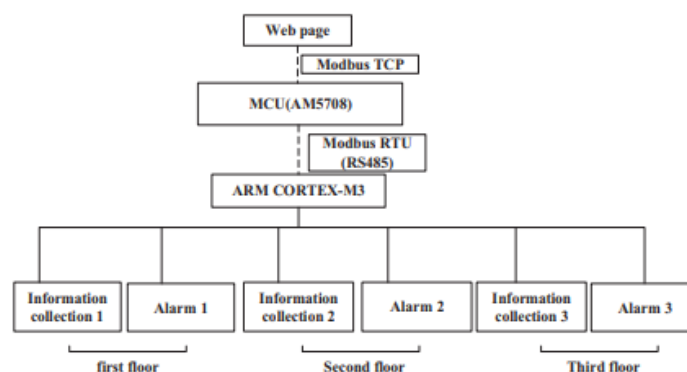 Web page
Modbus TCP
MCU(AM5708)
Modbus RTU
(RS485)
ARM CORTEX-M3
Information
collection 1
Alarm 1
Information
collection 2
Alarm 2
Information
collection 3
Alarm 3
first floor
Second floor
Third floor